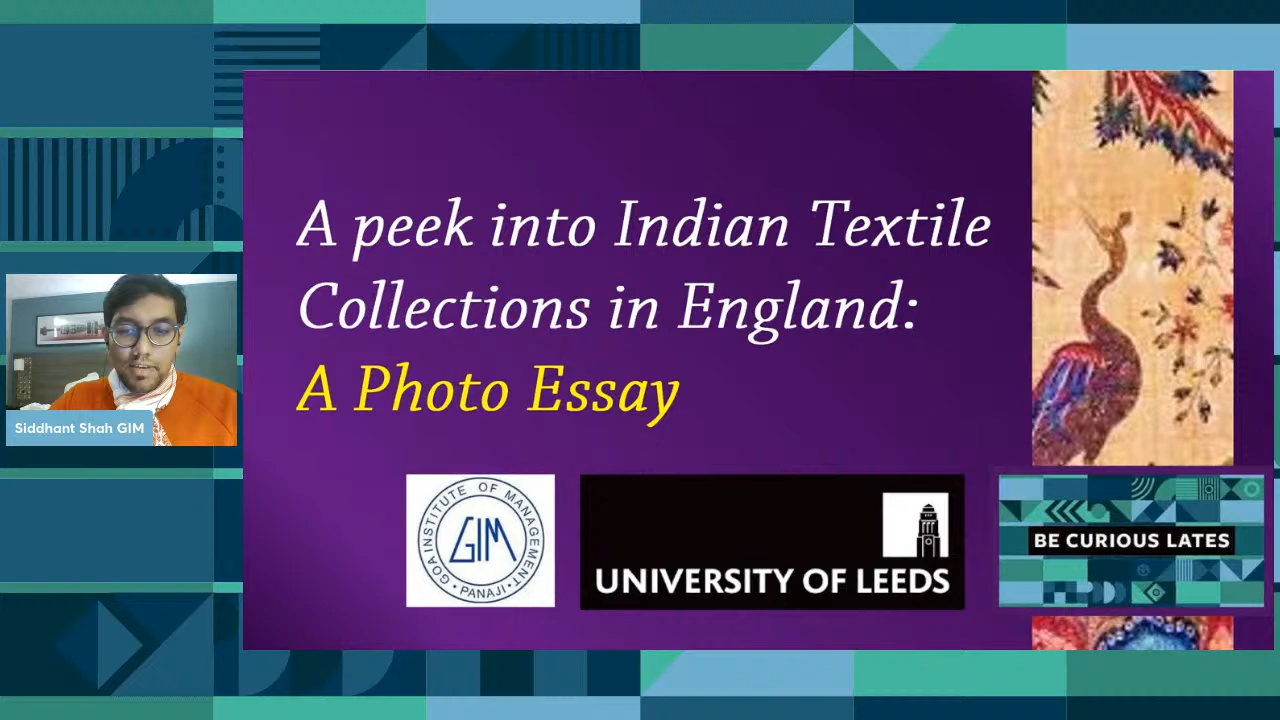 A peek into Indian Textile
Collections in England:
A Photo Essay
Siddhant Shah GIM
GOA INSTITUTE OF MANAGEMENT
GIM
• PANAJI •
UNIVERSITY OF LEEDS
BE CURIOUS LATES